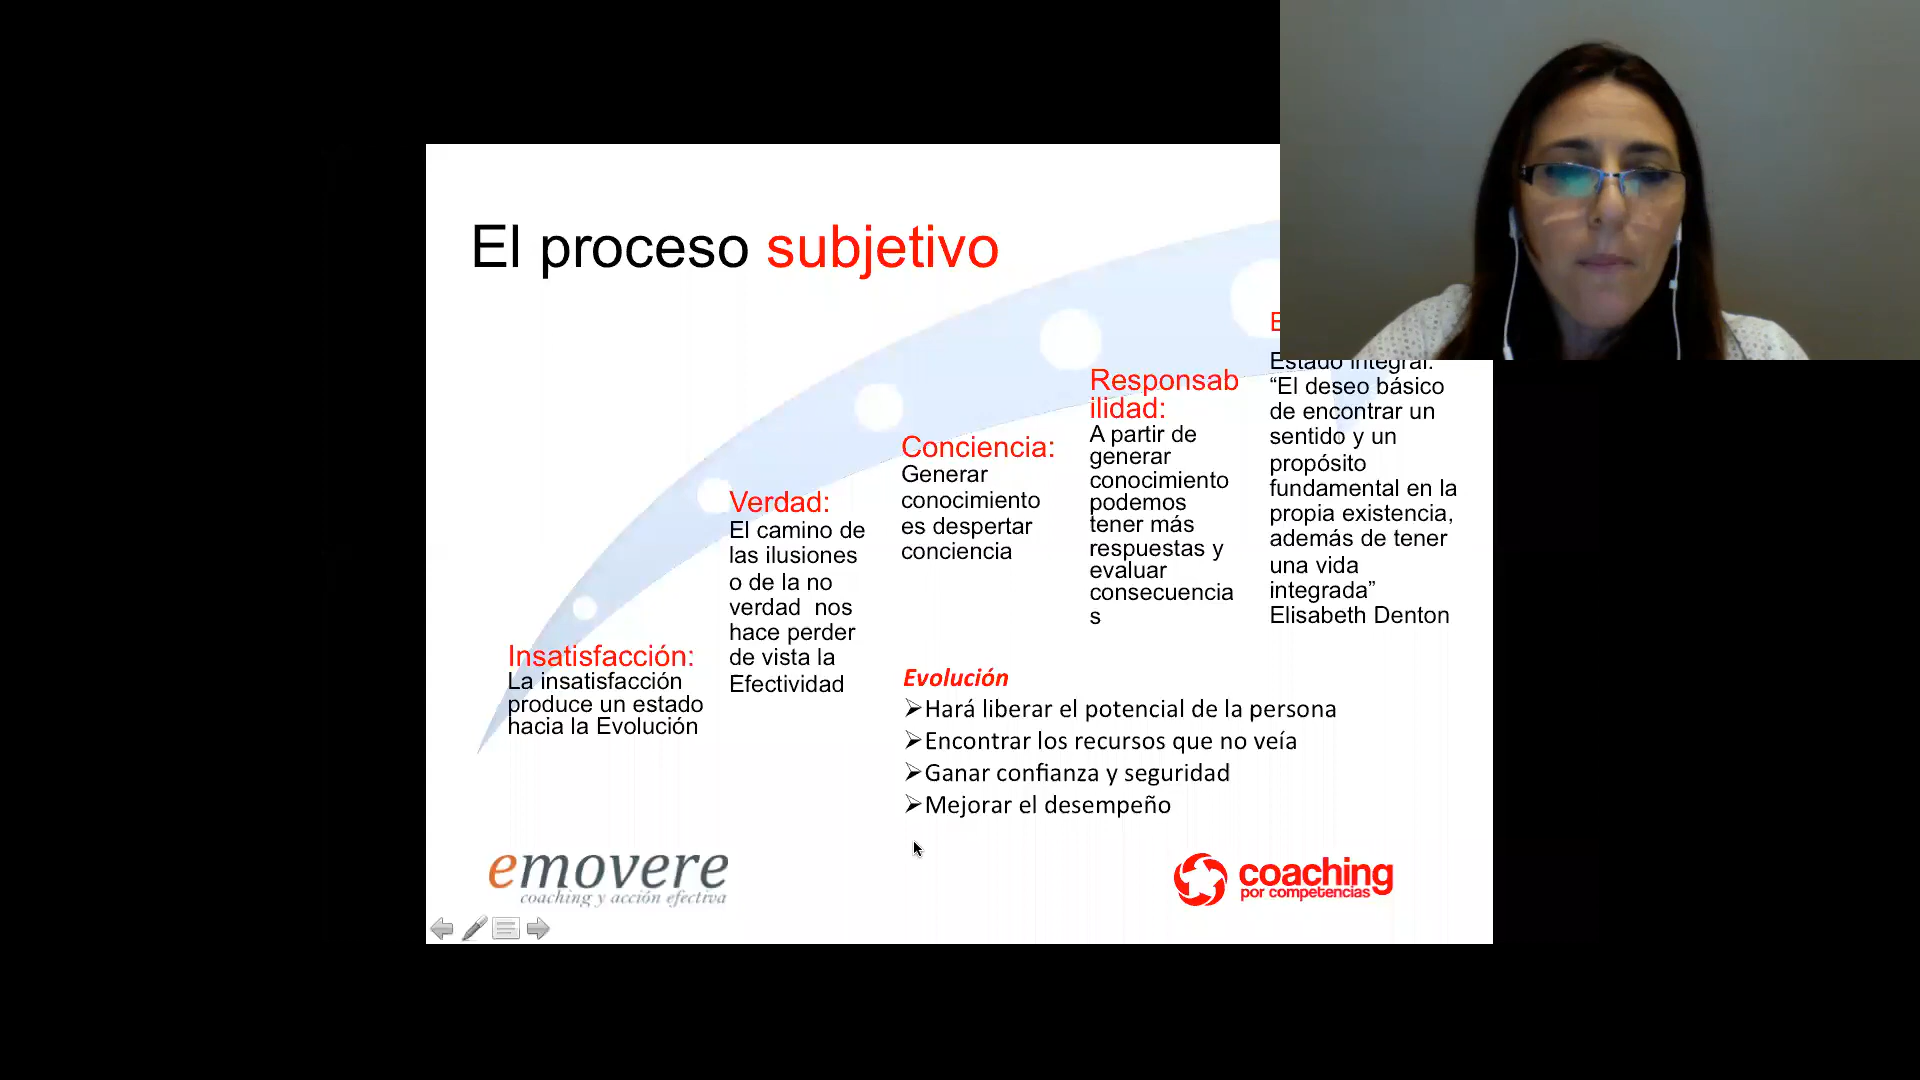 El proceso subjetivo
Insatisfacción:
La insatisfacción
produce un estado
hacia la Evolución
Verdad:
El camino de
las ilusiones
o de la no
verdad nos
hace perder
de vista la
Efectividad
Conciencia:
Generar
conocimiento
es despertar
conciencia
Responsab
ilidad:
A partir de
generar
conocimiento
podemos
tener más
respuestas y
evaluar
consecuencia
s
Estado integral:
“El deseo básico
de encontrar un
sentido y un
propósito
fundamental en la
propia existencia,
además de tener
una vida
integrada”
Elisabeth Denton
Evolución
➢Hará liberar el potencial de la persona
➢Encontrar los recursos que no veía
➢Ganar confianza y seguridad
➢Mejorar el desempeño
emovere
coaching y acción efectiva
coaching
por competencias